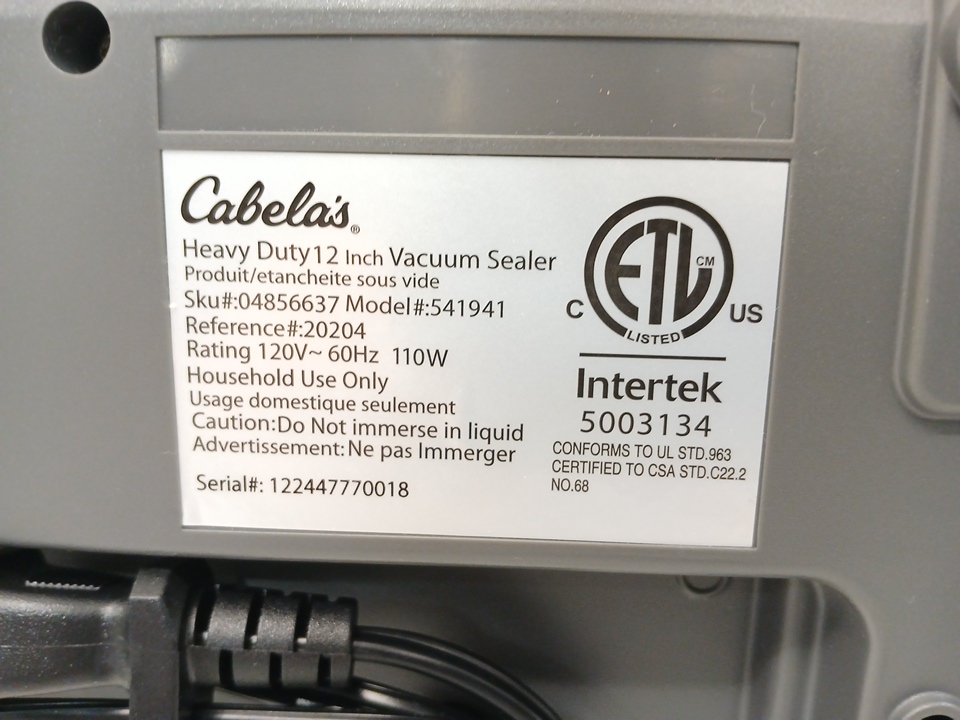 Cabela's®
Heavy Duty12 Inch Vacuum Sealer
Produit/etancheite sous vide
Sku#:04856637 Model#:541941
Reference#:20204
Rating 120V~ 60Hz 110W
Household Use Only
Usage domestique seulement
Caution:Do Not immerse in liquid
Advertissement:Ne pas Immerger
Serial#: 122447770018
ETL CM
C US
LISTED
Intertek
5003134
CONFORMS TO UL STD.963
CERTIFIED TO CSA STD.C22.2
NO.68